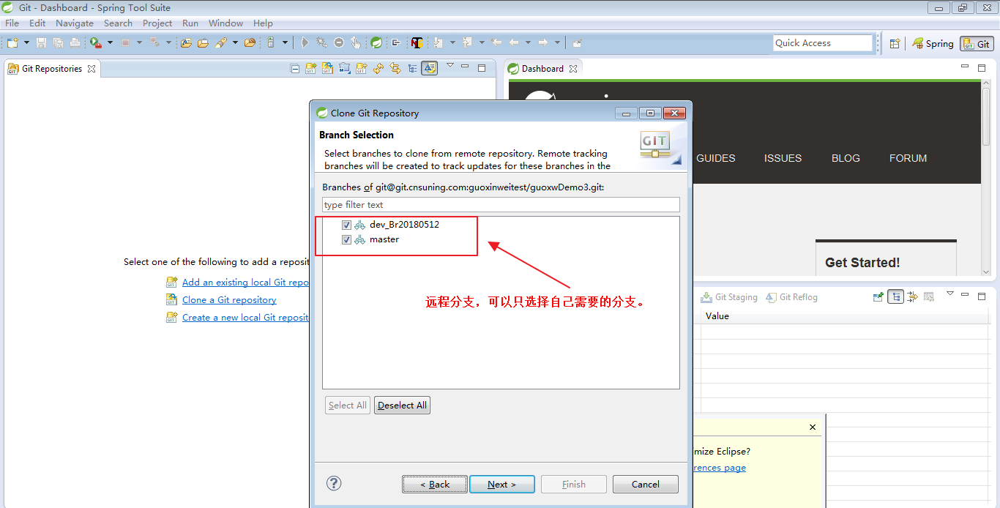 Git - Dashboard - Spring Tool Suite
File Edit Navigate Search Project Run Window Help
Quick Access
Spring
Git
Git Repositories
Select one of the following to add a reposit
Add an existing local Git repo
Clone a Git repository
Create a new local Git reposit
Dashboard
GUIDES ISSUES BLOG FORUM
Get Started!
Clone Git Repository
Branch Selection
Select branches to clone from remote repository. Remote tracking
branches will be created to track updates for these branches in the
GIT
Branches of git@git.cnsuning.com:guoxinweitest/guoxwDemo3.git:
type filter text
dev_Br20180512
master
远程分支，可以只选择自己需要的分支。
Select All
Deselect All
< Back
Next >
Finish
Cancel
Git Staging
Git Reflog
Value
mize Eclipse?
rences page